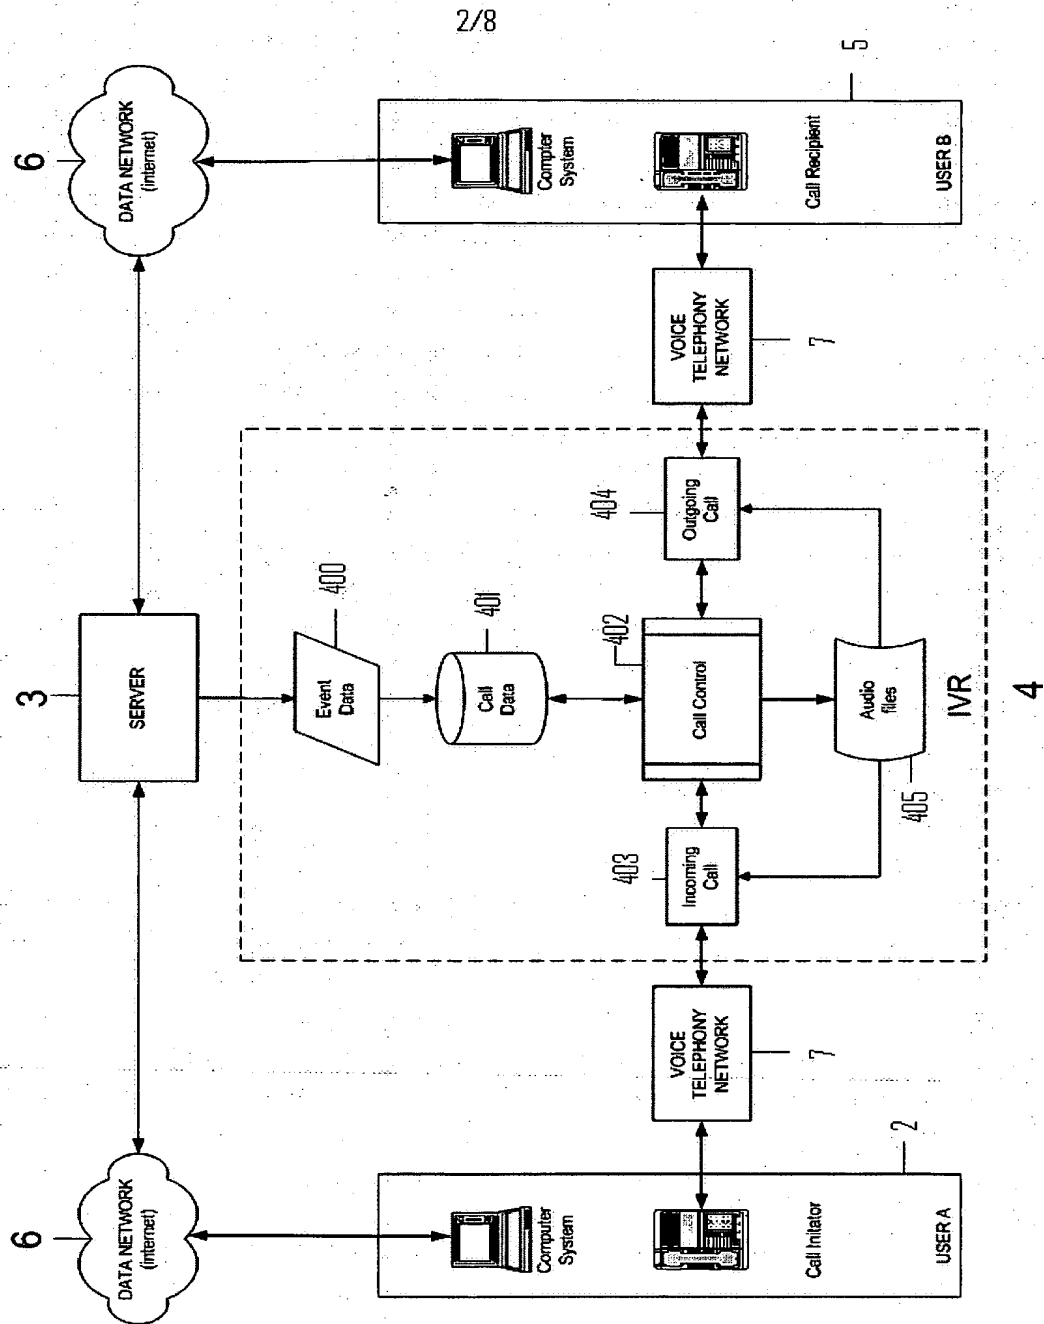 2/8
6
DATA NETWORK
(internet)
3
SERVER
6
DATA NETWORK
(internet)
Event
Data
400
Call
Data
401
Computer
System
Call Initator
USER A
2
VOICE
TELEPHONY
NETWORK
7
Incoming
Call
403
Call Control
402
Outgoing
Call
404
Audio
files
405
IVR
4
VOICE
TELEPHONY
NETWORK
7
Compter
System
Call Recipient
USER B
5